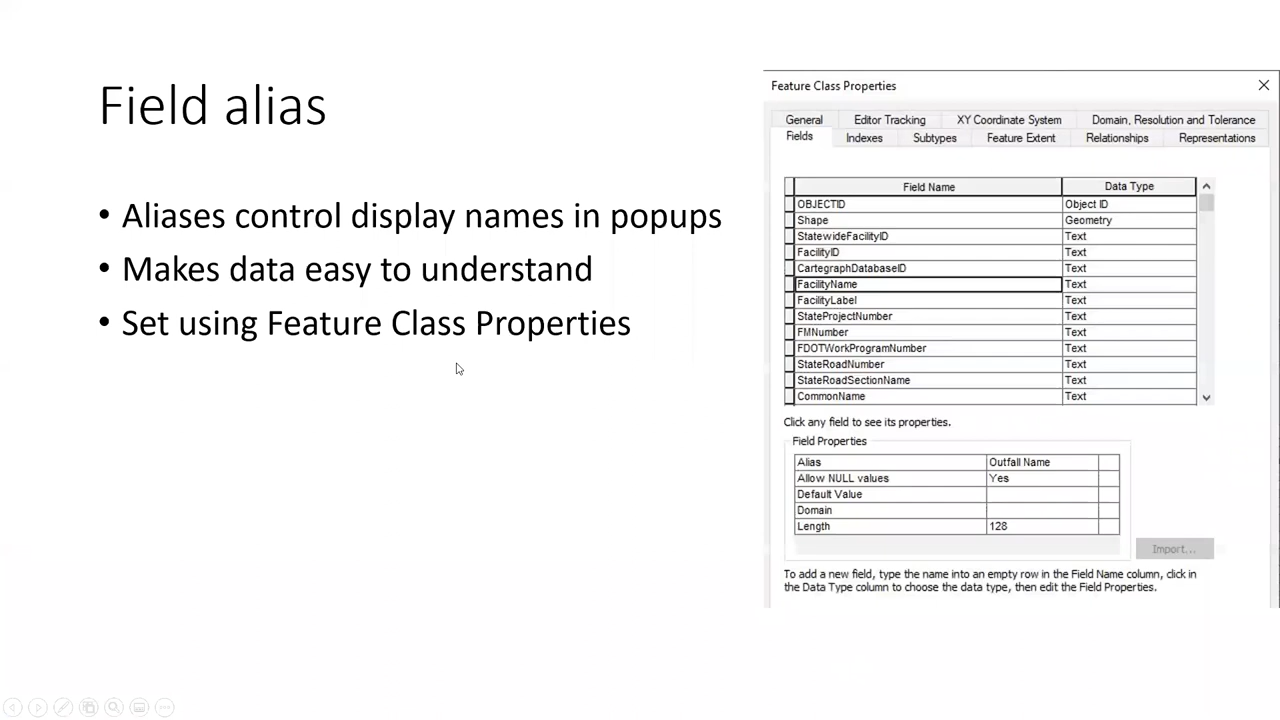 Field alias
• Aliases control display names in popups
• Makes data easy to understand
• Set using Feature Class Properties
Feature Class Properties
General Editor Tracking XY Coordinate System Domain, Resolution and Tolerance
Fields Indexes Subtypes Feature Extent Relationships Representations
Field Name Data Type
OBJECTID Object ID
Shape Geometry
StatewideFacilityID Text
FacilityID Text
CartegraphDatabaseID Text
FacilityName Text
FacilityLabel Text
StateProjectNumber Text
FMNumber Text
FDOTWorkProgramNumber Text
StateRoadNumber Text
StateRoadSectionName Text
CommonName Text
Click any field to see its properties.
Field Properties
Alias Outfall Name
Allow NULL values Yes
Default Value
Domain
Length 128
Import...
To add a new field, type the name into an empty row in the Field Name column, click in
the Data Type column to choose the data type, then edit the Field Properties.